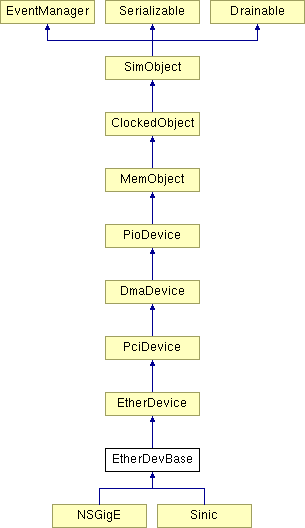 EventManager Serializable Drainable
SimObject
ClockedObject
MemObject
PioDevice
DmaDevice
PciDevice
EtherDevice
EtherDevBase
NSGigE Sinic